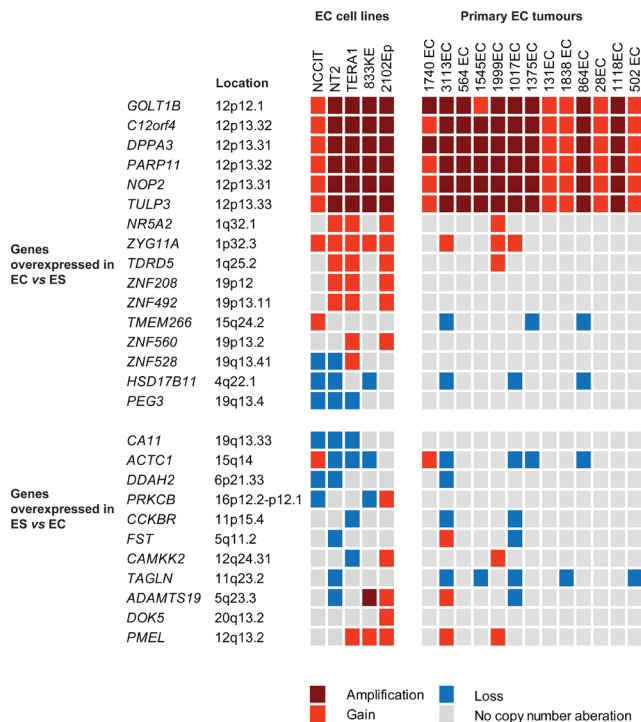 EC cell lines Primary EC tumours
Location NCCIT NT2 TERA1 833KE 2102Ep 1740 EC 3113EC 564 EC 1545EC 1999EC 1017EC 1375EC 131EC 1838 EC 864EC 28EC 1118EC 502 EC
GOLT1B 12p12.1
C12orf4 12p13.32
DPPA3 12p13.31
PARP11 12p13.32
NOP2 12p13.31
TULP3 12p13.33
NR5A2 1q32.1
Genes overexpressed in EC vs ES
ZYG11A 1p32.3
TDRD5 1q25.2
ZNF208 19p12
ZNF492 19p13.11
TMEM266 15q24.2
ZNF560 19p13.2
ZNF528 19q13.41
HSD17B11 4q22.1
PEG3 19q13.4
CA11 19q13.33
ACTC1 15q14
Genes overexpressed in ES vs EC
DDAH2 6p21.33
PRKCB 16p12.2-p12.1
CCKBR 11p15.4
FST 5q11.2
CAMKK2 12q24.31
TAGLN 11q23.2
ADAMTS19 5q23.3
DOK5 20q13.2
PMEL 12q13.2
Amplification Loss
Gain No copy number aberation